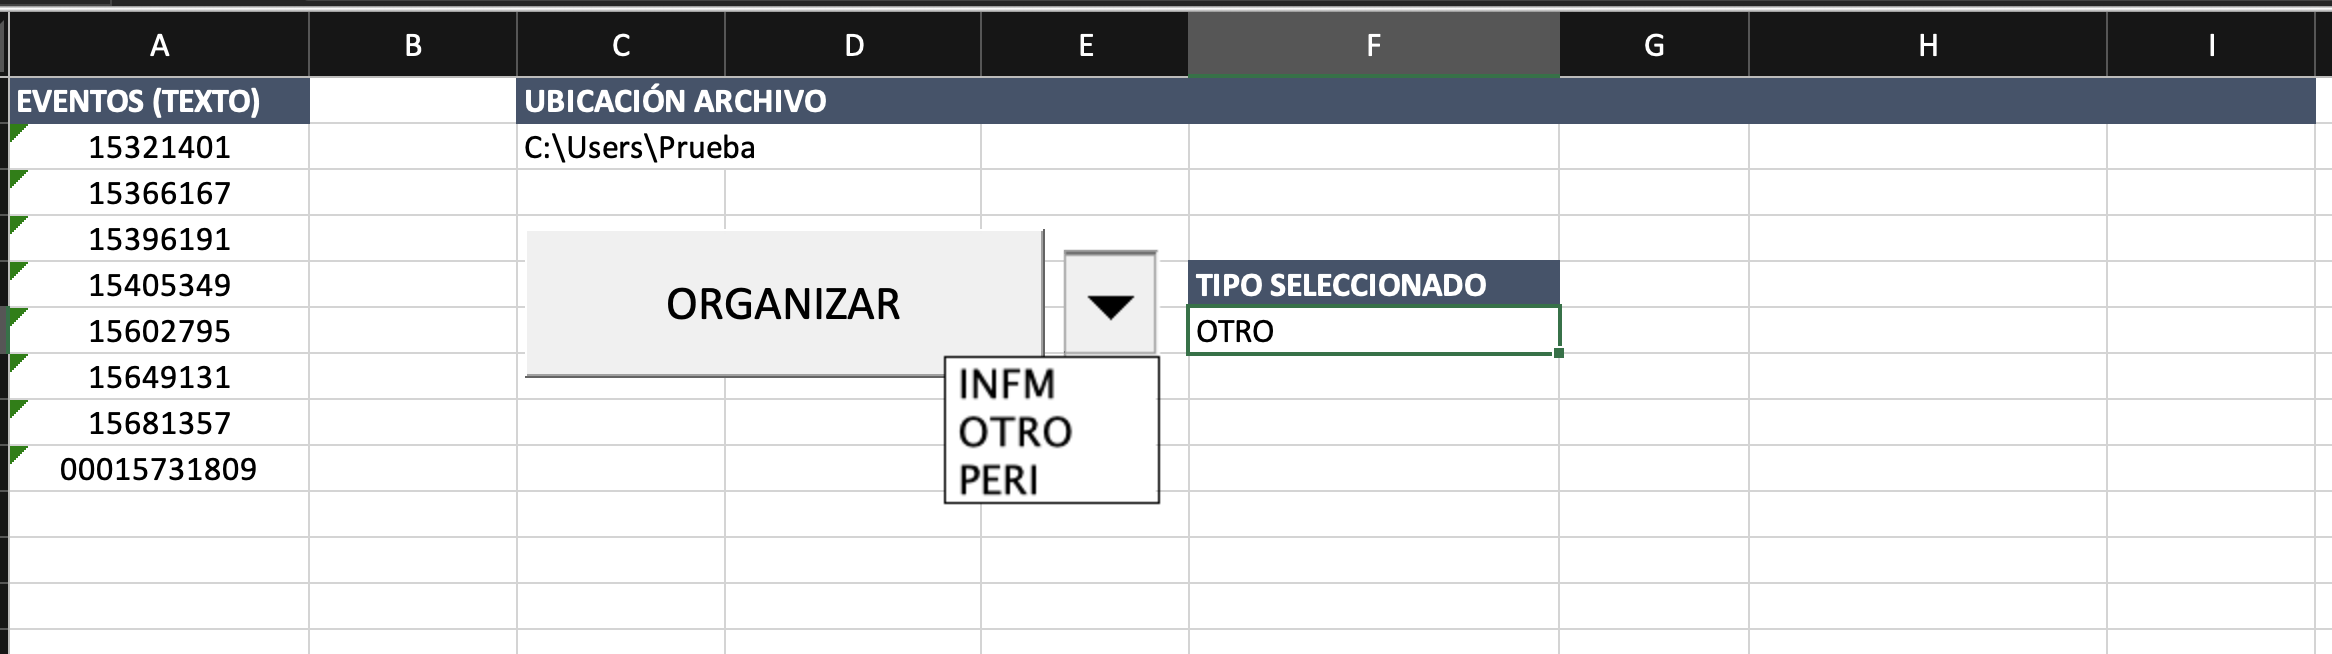 A B C D E F G H I
EVENTOS (TEXTO) UBICACIÓN ARCHIVO
15321401 C:\Users\Prueba
15366167
15396191
15405349 TIPO SELECCIONADO
ORGANIZAR
15602795 OTRO
15649131 INFM
15681357 OTRO
00015731809 PERI